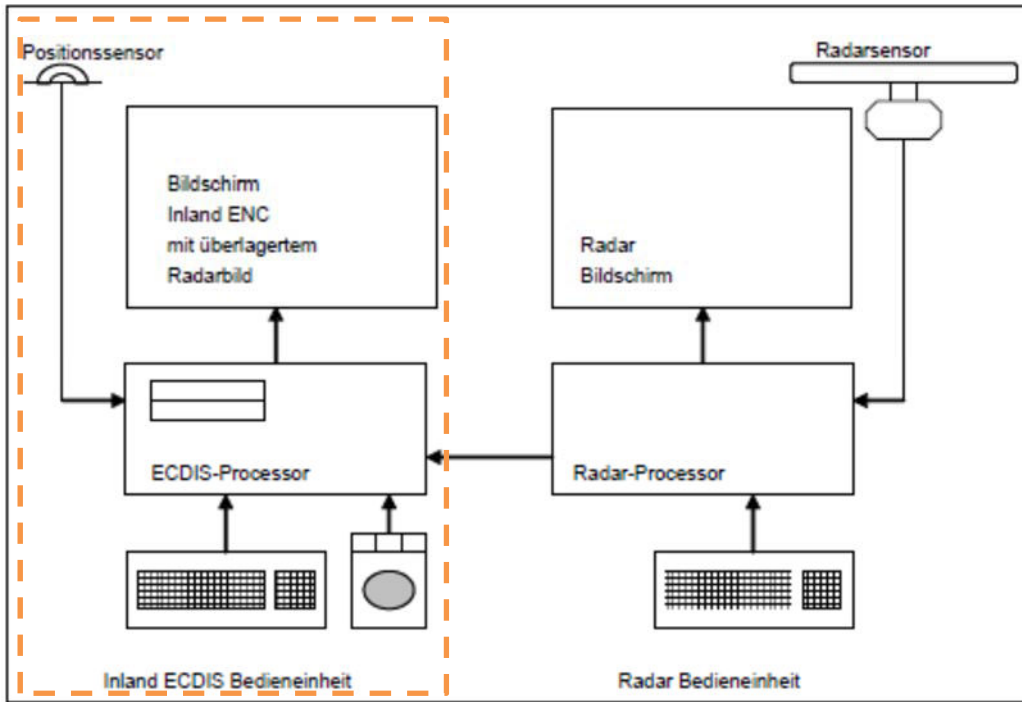 Positionssensor
Radarsensor
Bildschirm
Inland ENC
mit überlagertem
Radarbild
Radar
Bildschirm
ECDIS-Processor
Radar-Processor
Inland ECDIS Bedieneinheit
Radar Bedieneinheit